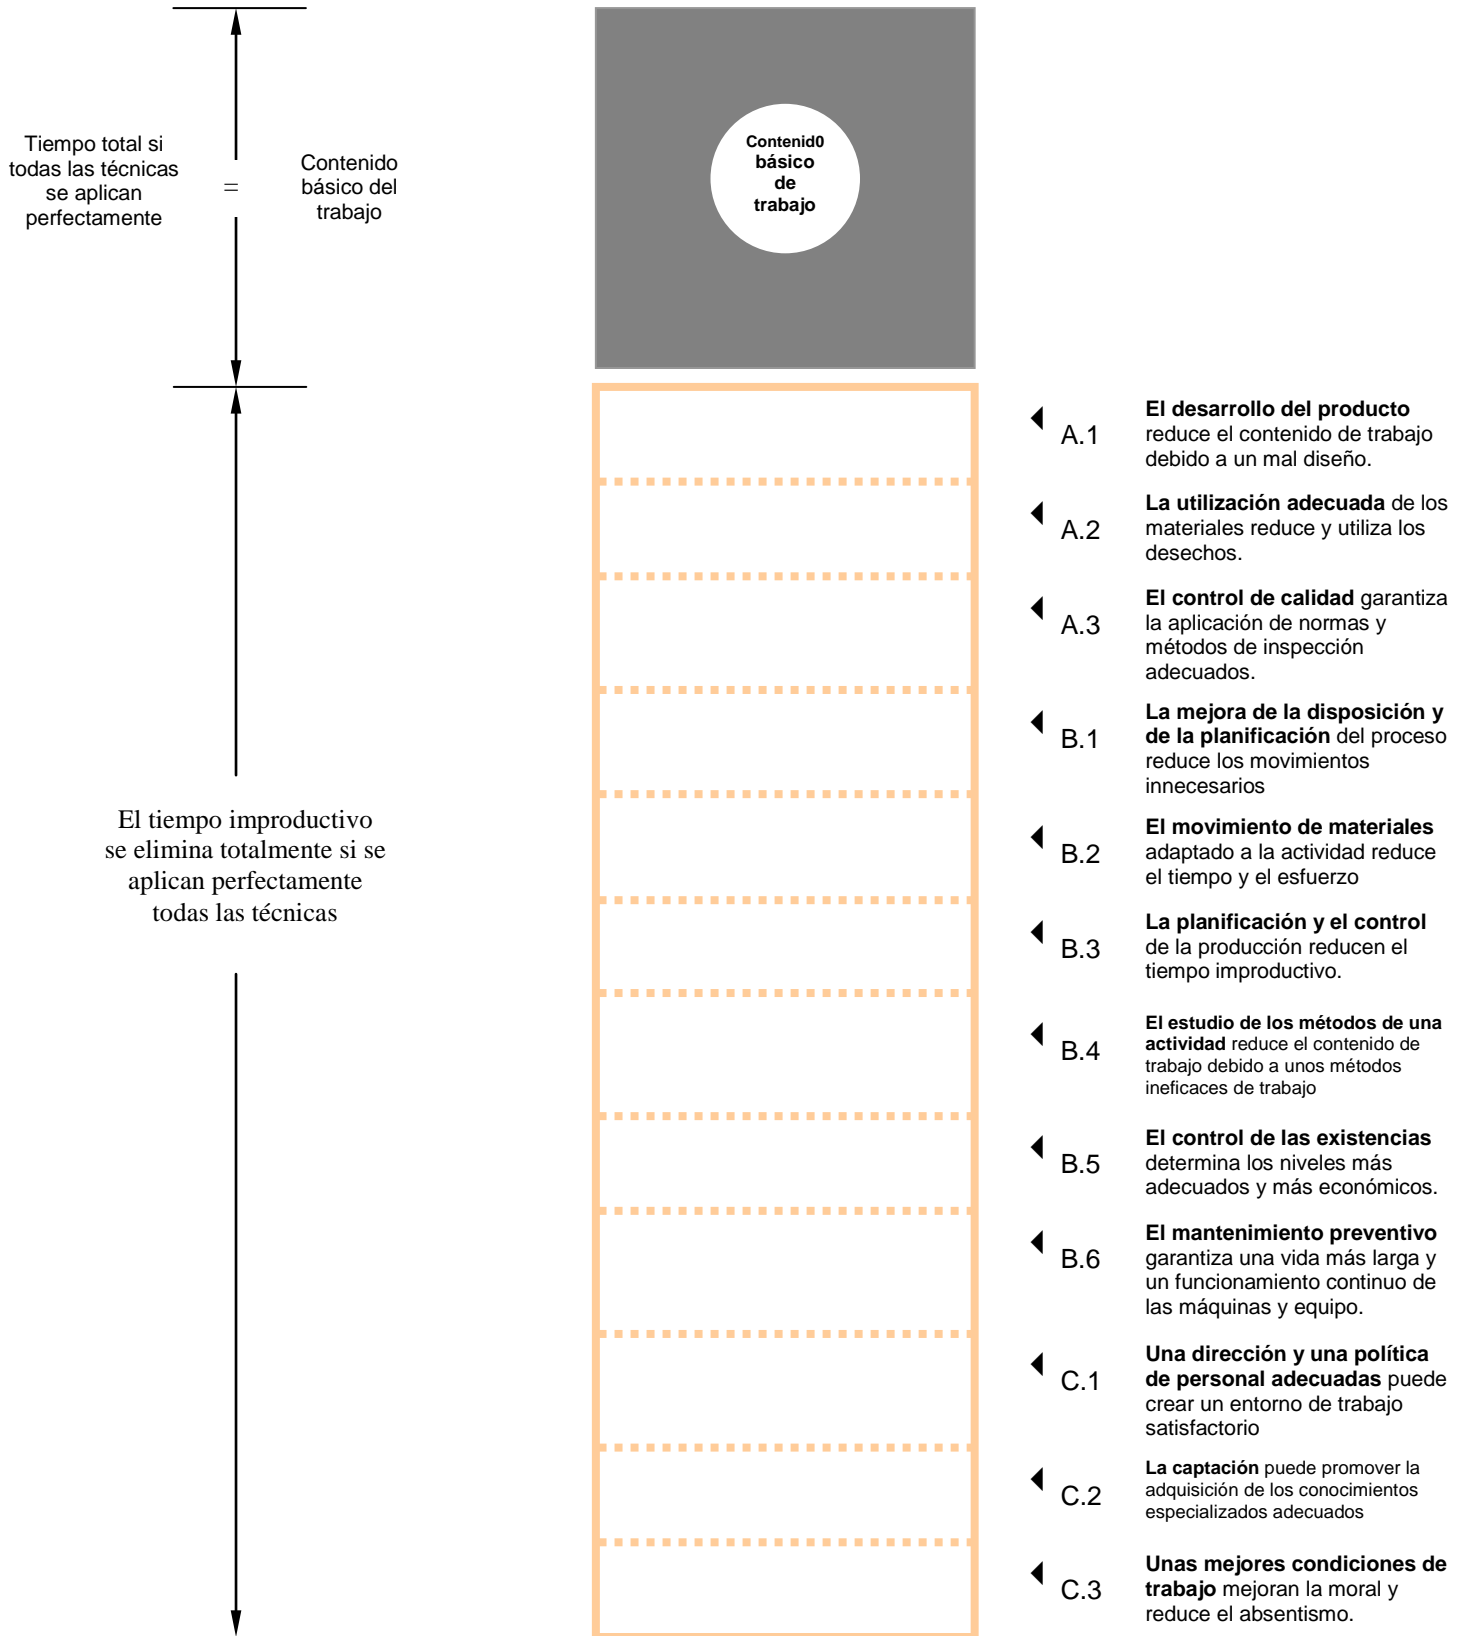 Tiempo total si
todas las técnicas
se aplican
perfectamente
=
Contenido
básico del
trabajo
Contenid0
básico
de
trabajo
A.1
El desarrollo del producto
reduce el contenido de trabajo
debido a un mal diseño.
A.2
La utilización adecuada de los
materiales reduce y utiliza los
desechos.
A.3
El control de calidad garantiza
la aplicación de normas y
métodos de inspección
adecuados.
B.1
La mejora de la disposición y
de la planificación del proceso
reduce los movimientos
innecesarios
El tiempo improductivo
se elimina totalmente si se
aplican perfectamente
todas las técnicas
B.2
El movimiento de materiales
adaptado a la actividad reduce
el tiempo y el esfuerzo
B.3
La planificación y el control
de la producción reducen el
tiempo improductivo.
B.4
El estudio de los métodos de una
actividad reduce el contenido de
trabajo debido a unos métodos
ineficaces de trabajo
B.5
El control de las existencias
determina los niveles más
adecuados y más económicos.
B.6
El mantenimiento preventivo
garantiza una vida más larga y
un funcionamiento continuo de
las máquinas y equipo.
C.1
Una dirección y una política
de personal adecuadas puede
crear un entorno de trabajo
satisfactorio
C.2
La captación puede promover la
adquisición de los conocimientos
especializados adecuados
C.3
Unas mejores condiciones de
trabajo mejoran la moral y
reduce el absentismo.